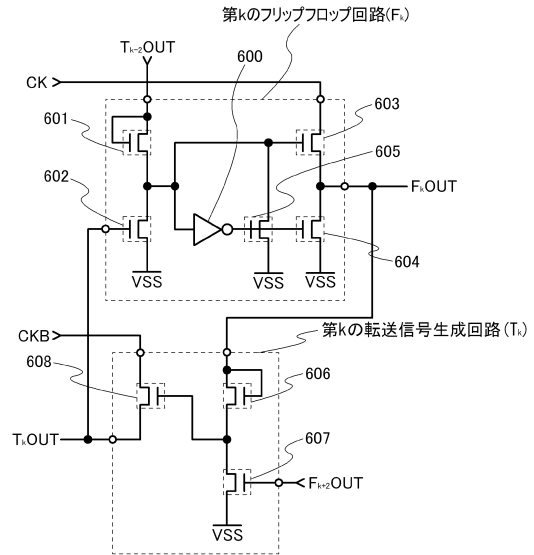 第kのフリップフロップ回路(Fk)
Tk-2OUT
600
CK
601
603
605
602
FkOUT
604
VSS
VSS
VSS
CKB
第kの転送信号生成回路(Tk)
608
606
TkOUT
607
Fk+2OUT
VSS